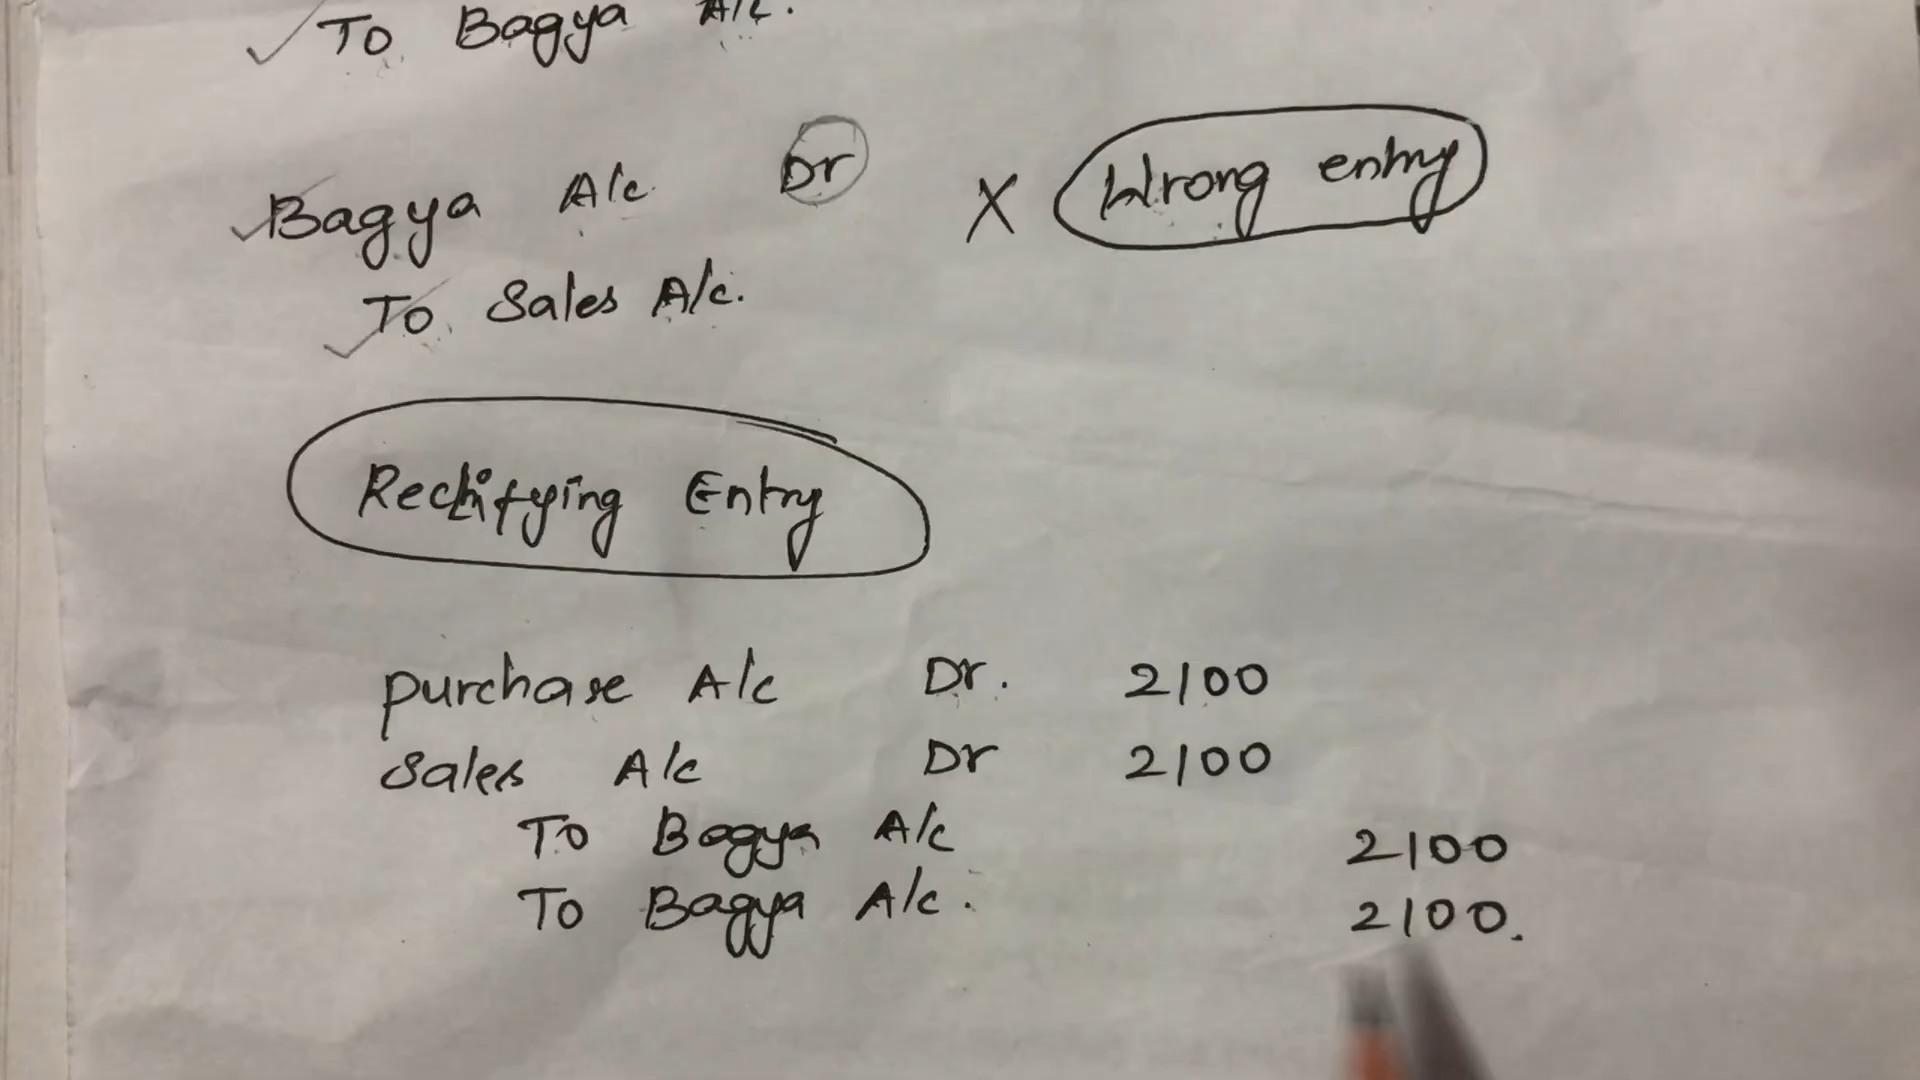 To Bagya A/c.
Bagya A/c Dr X Wrong entry
To Sales A/c.
Rectifying Entry
purchase A/c Dr. 2100
Sales A/c Dr 2100
To Bagya A/c 2100
To Bagya A/c. 2100.